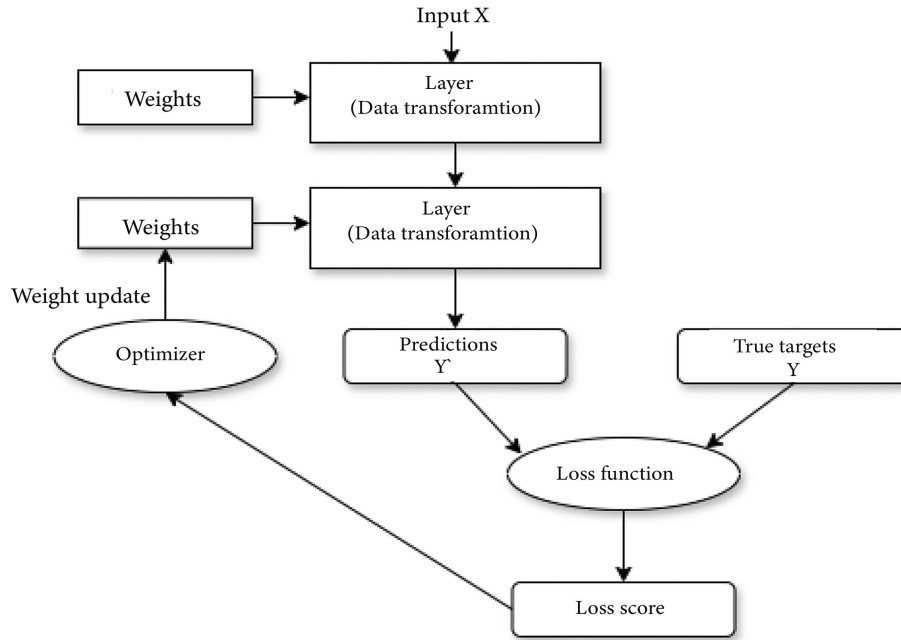 Input X
Weights
Layer
(Data transforamtion)
Weights
Layer
(Data transforamtion)
Weight update
Optimizer
Predictions
Y`
True targets
Y
Loss function
Loss score